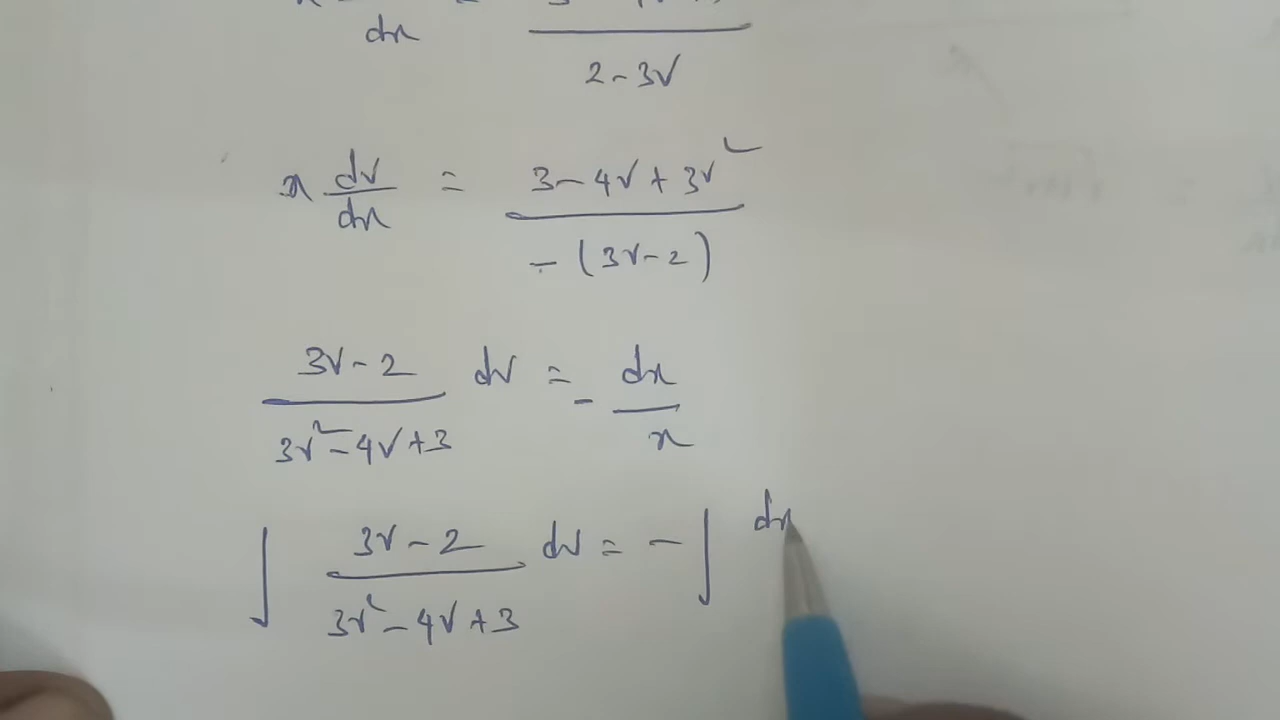 dx
2-3v
x dv/dx = 3-4v+3v² / -(3v-2)
3v-2 / 3v²-4v+3 dv = - dx/x
∫ 3v-2 / 3v²-4v+3 dv = -∫ dx